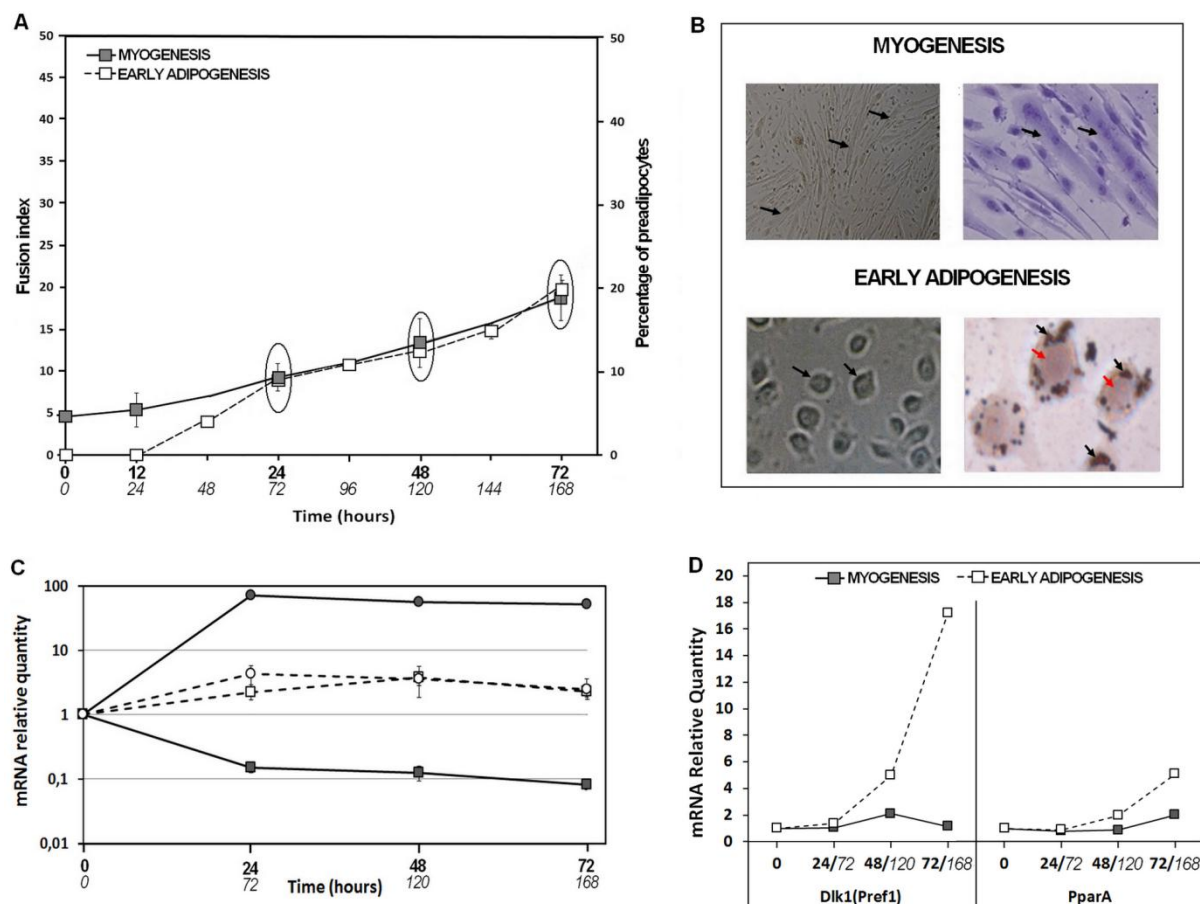 A
50
45
40
35
30
25
20
15
10
5
0
Fusion index
MYOGENESIS
EARLY ADIPOGENESIS
50
40
30
20
10
0
Percentage of preadipocytes
0 12 24 48 72
0 24 48 72 96 120 144 168
Time (hours)
B
MYOGENESIS
EARLY ADIPOGENESIS
C
100
10
1
0,1
0,01
mRNA relative quantity
0 24 48 72
0 72 120 168
Time (hours)
D
20
18
16
14
12
10
8
6
4
2
0
mRNA Relative Quantity
MYOGENESIS EARLY ADIPOGENESIS
0 24/72 48/120 72/168 0 24/72 48/120 72/168
Dlk1(Pref1) PparA